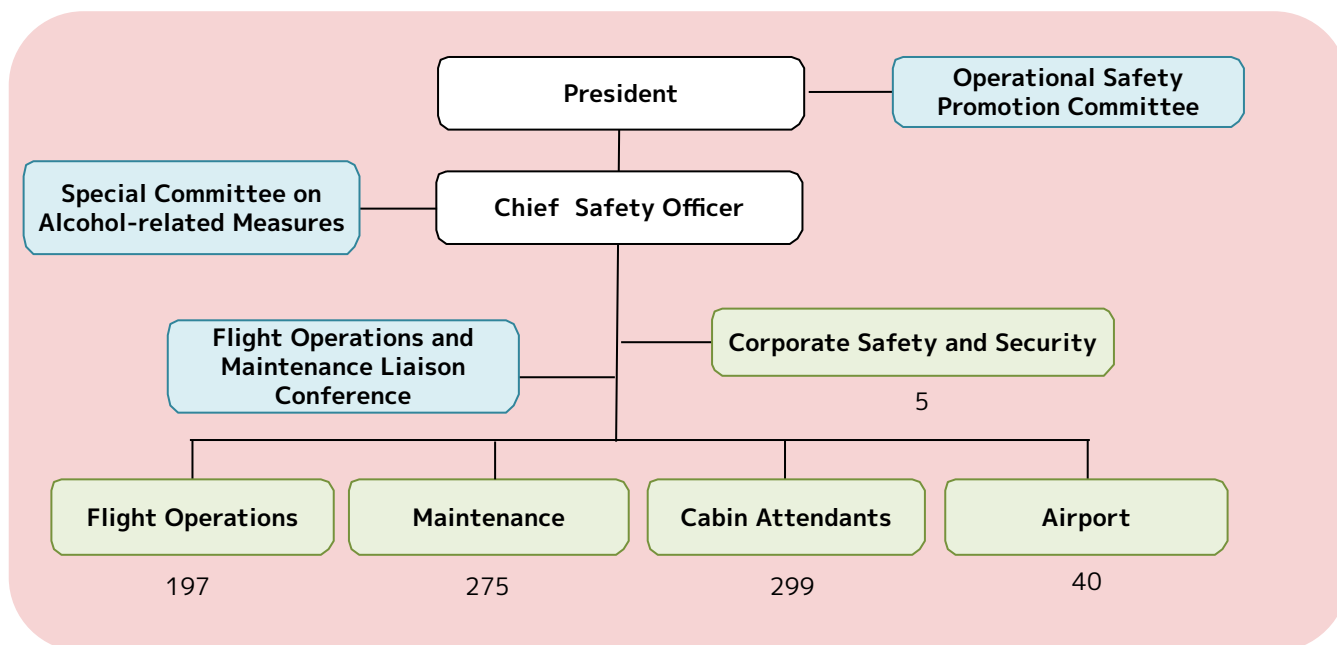 President
Operational Safety
Promotion Committee
Special Committee on
Alcohol-related Measures
Chief  Safety Officer
Flight Operations and
Maintenance Liaison
Conference
Corporate Safety and Security
5
Flight Operations
Maintenance
Cabin Attendants
Airport
197
275
299
40